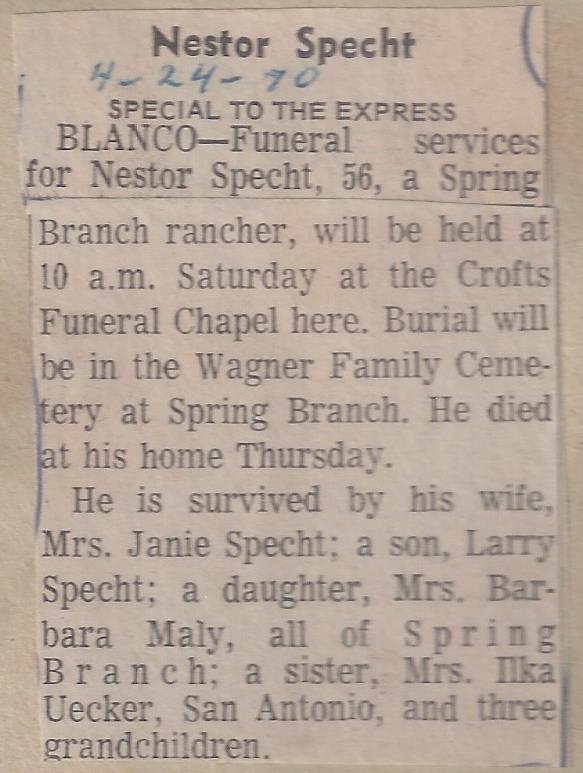 Nestor Specht
4-24-70
SPECIAL TO THE EXPRESS
BLANCO—Funeral services
for Nestor Specht, 56, a Spring
Branch rancher, will be held at
10 a.m. Saturday at the Crofts
Funeral Chapel here. Burial will
be in the Wagner Family Ceme-
tery at Spring Branch. He died
at his home Thursday.
He is survived by his wife,
Mrs. Janie Specht; a son, Larry
Specht; a daughter, Mrs. Bar-
bara Maly, all of Spring
Branch; a sister, Mrs. Ilka
Uecker, San Antonio, and three
grandchildren.